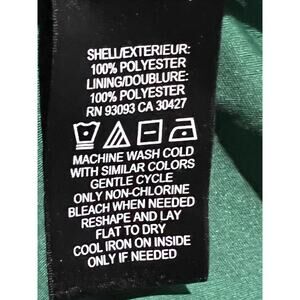 SHELL/EXTERIEUR:
100% POLYESTER
LINING/DOUBLURE:
100% POLYESTER
RN 93093 CA 30427
MACHINE WASH COLD
WITH SIMILAR COLORS
GENTLE CYCLE
ONLY NON-CHLORINE
BLEACH WHEN NEEDED
RESHAPE AND LAY
FLAT TO DRY
COOL IRON ON INSIDE
ONLY IF NEEDED